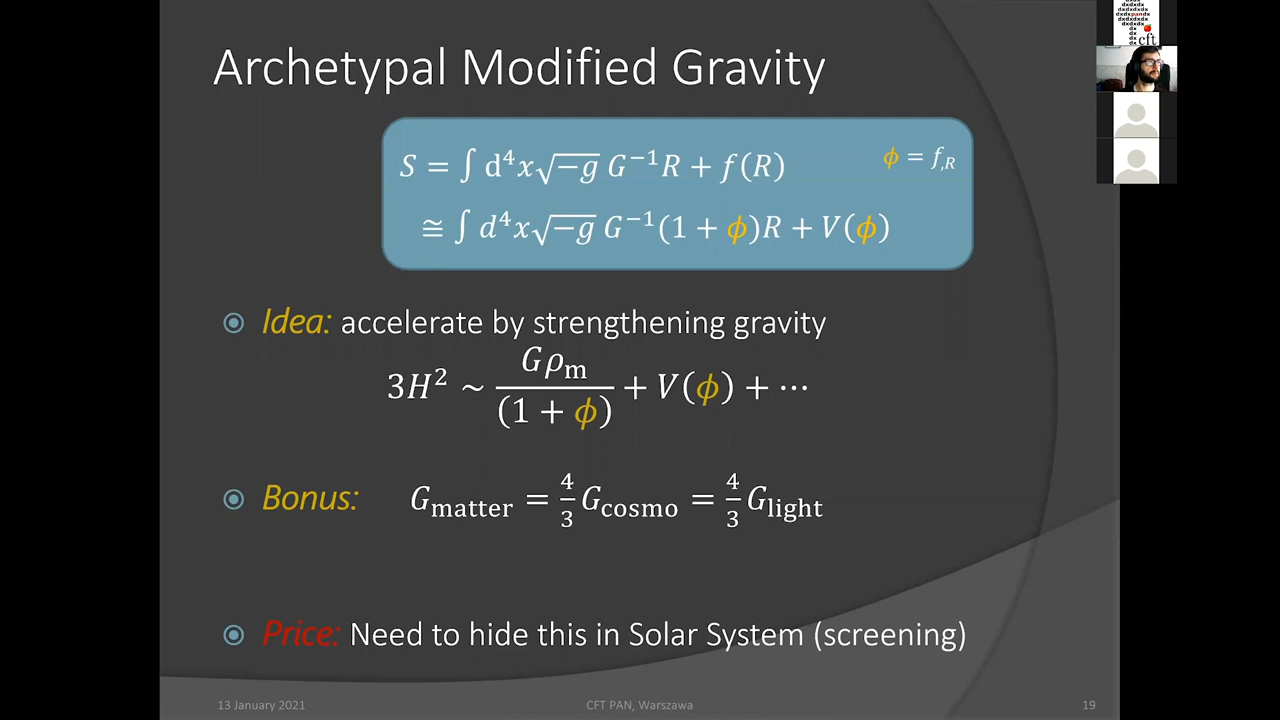 Archetypal Modified Gravity
S = ∫ d⁴x√−g G⁻¹R + f(R)
ϕ = f,R
≅ ∫ d⁴x√−g G⁻¹(1 + ϕ)R + V(ϕ)
Idea: accelerate by strengthening gravity
3H² ~ Gρm/(1 + ϕ) + V(ϕ) + ⋯
Bonus: Gmatter = 4/3 Gcosmo = 4/3 Glight
Price: Need to hide this in Solar System (screening)
13 January 2021
CFT PAN, Warszawa
19
cft